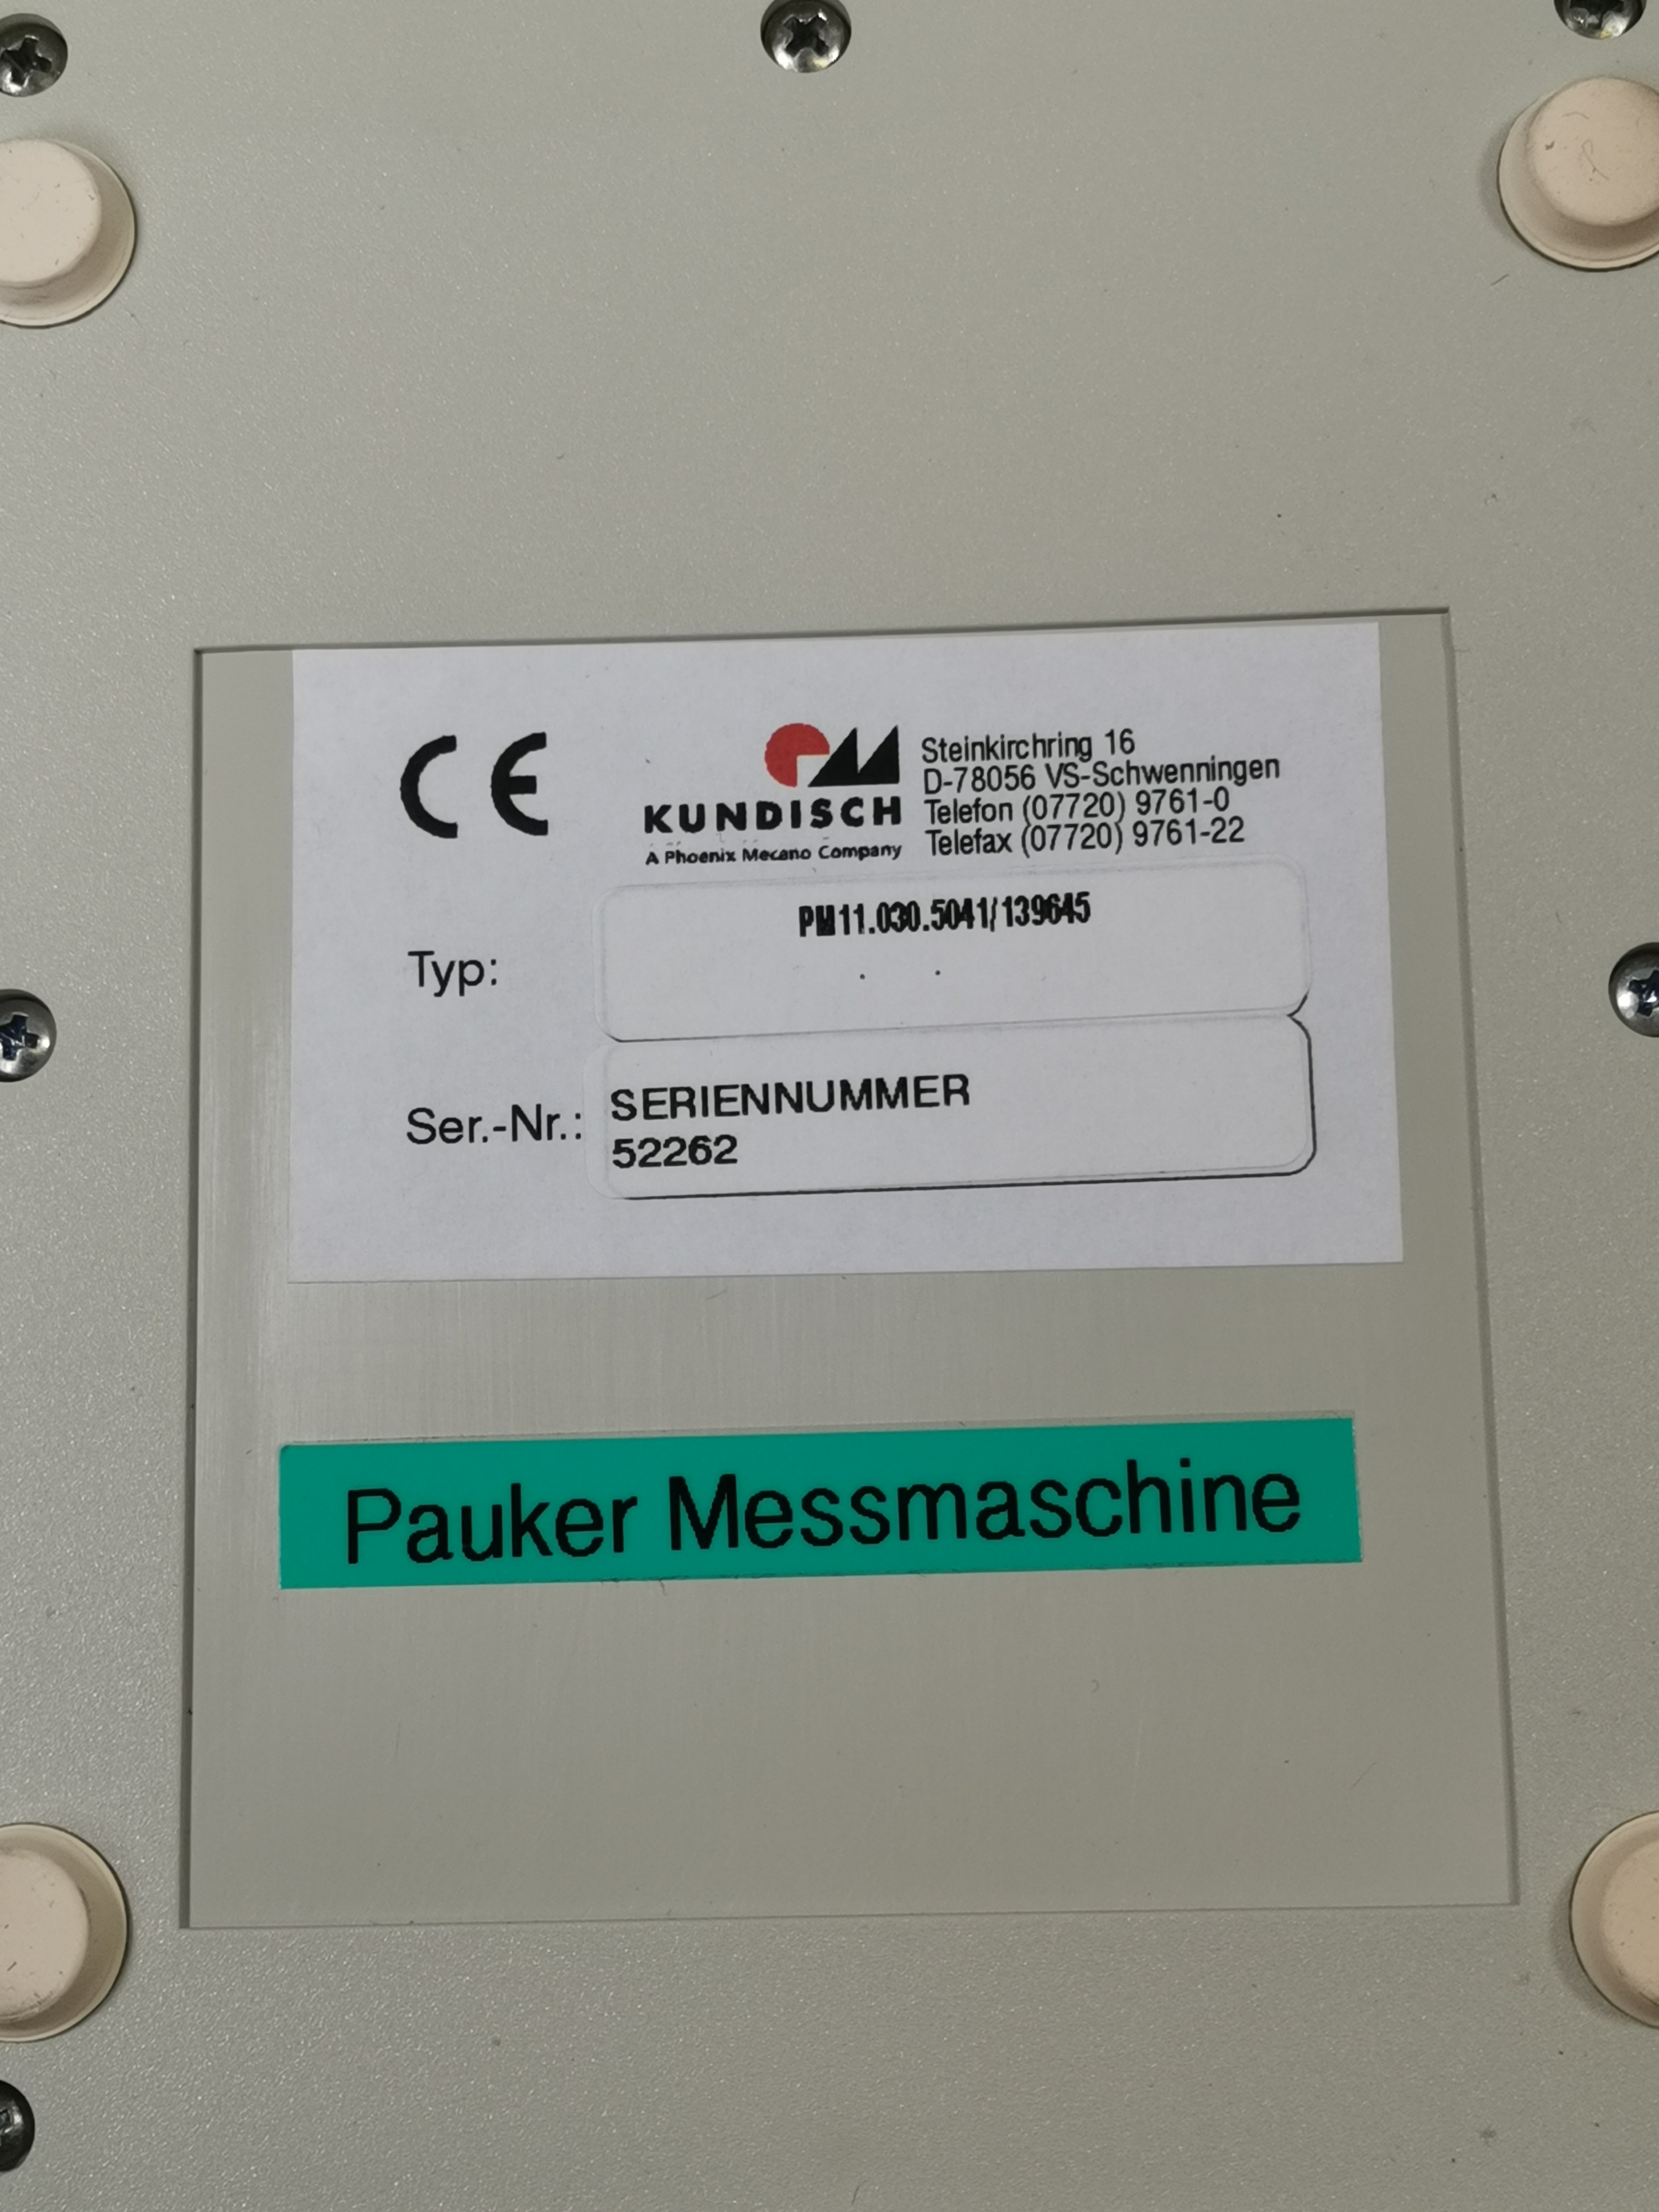 CE
KUNDISCH
A Phoenix Mecano Company
Steinkirchring 16
D-78056 VS-Schwenningen
Telefon (07720) 9761-0
Telefax (07720) 9761-22
Typ:
PM11.030.5041/139645
Ser.-Nr.:
SERIENNUMMER
52262
Pauker Messmaschine